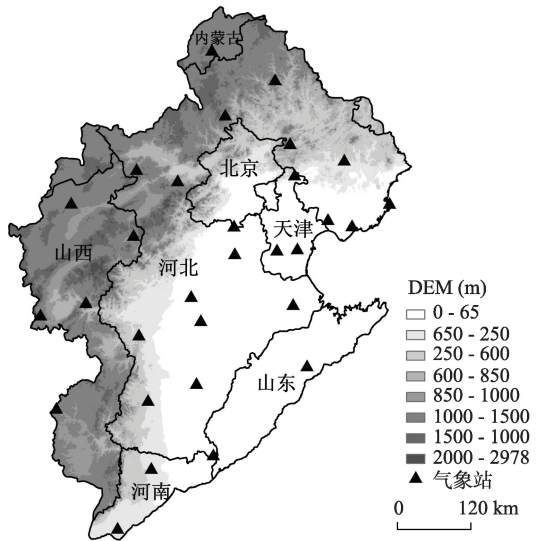 内蒙古
北京
天津
山西
河北
山东
河南
DEM (m)
0 - 65
650 - 250
250 - 600
600 - 850
850 - 1000
1000 - 1500
1500 - 1000
2000 - 2978
气象站
0 120 km